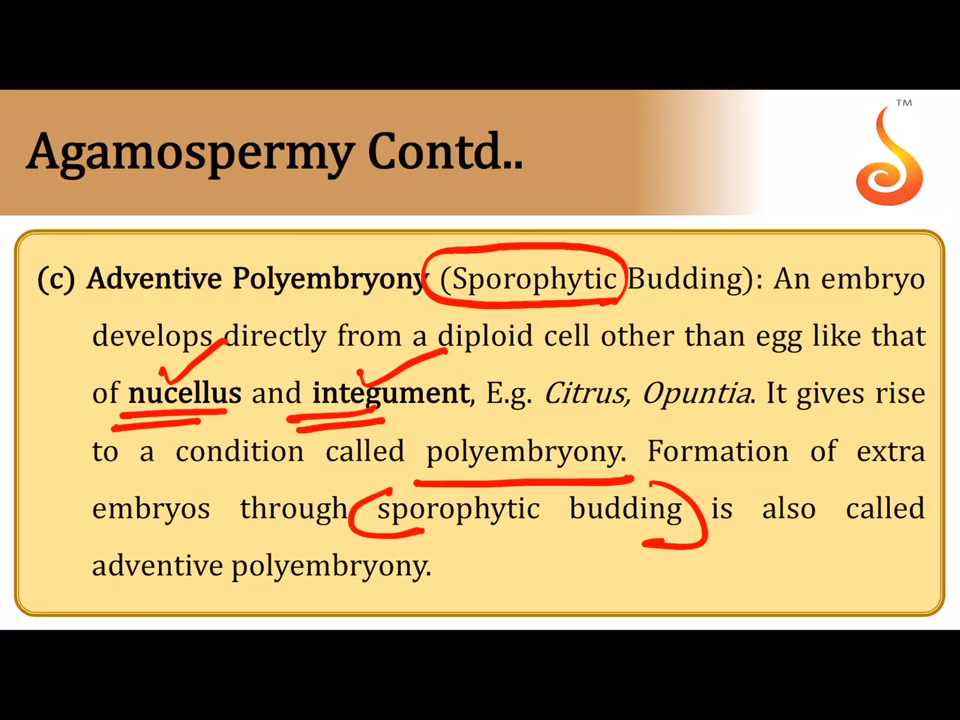 TM
Agamospermy Contd..
(c) Adventive Polyembryony (Sporophytic Budding): An embryo
develops directly from a diploid cell other than egg like that
of nucellus and integument, E.g. Citrus, Opuntia. It gives rise
to a condition called polyembryony. Formation of extra
embryos through sporophytic budding is also called
adventive polyembryony.